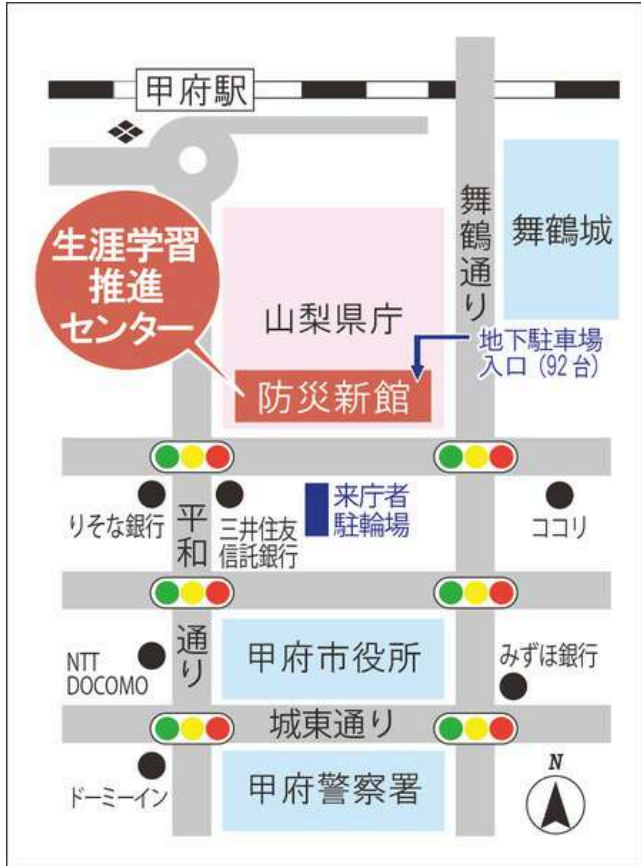 甲府駅
舞鶴通り
舞鶴城
生涯学習
推進
センター
山梨県庁
地下駐車場
入口（92台）
防災新館
りそな銀行
平和
通り
三井住友
信託銀行
来庁者
駐輪場
ココリ
NTT
DOCOMO
甲府市役所
みずほ銀行
城東通り
ドーミーイン
甲府警察署
N